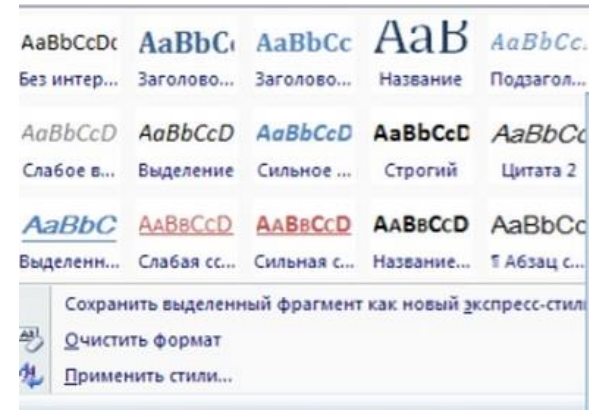 AaBbCcDc AaBbC AaBbCc AaB AaBbCc.
Без интер... Заголово... Заголово... Название Подзагол...
AaBbCcD AaBbCcD AaBbCcD AaBbCcD AaBbCc
Слабое в... Выделение Сильное ... Строгий Цитата 2
AaBbC AaBbCcD AaBbCcD AaBbCcD AaBbCc
Выделенн... Слабая сс... Сильная с... Название... ¶ Абзац с...
Сохранить выделенный фрагмент как новый экспресс-стил
Очистить формат
Применить стили...